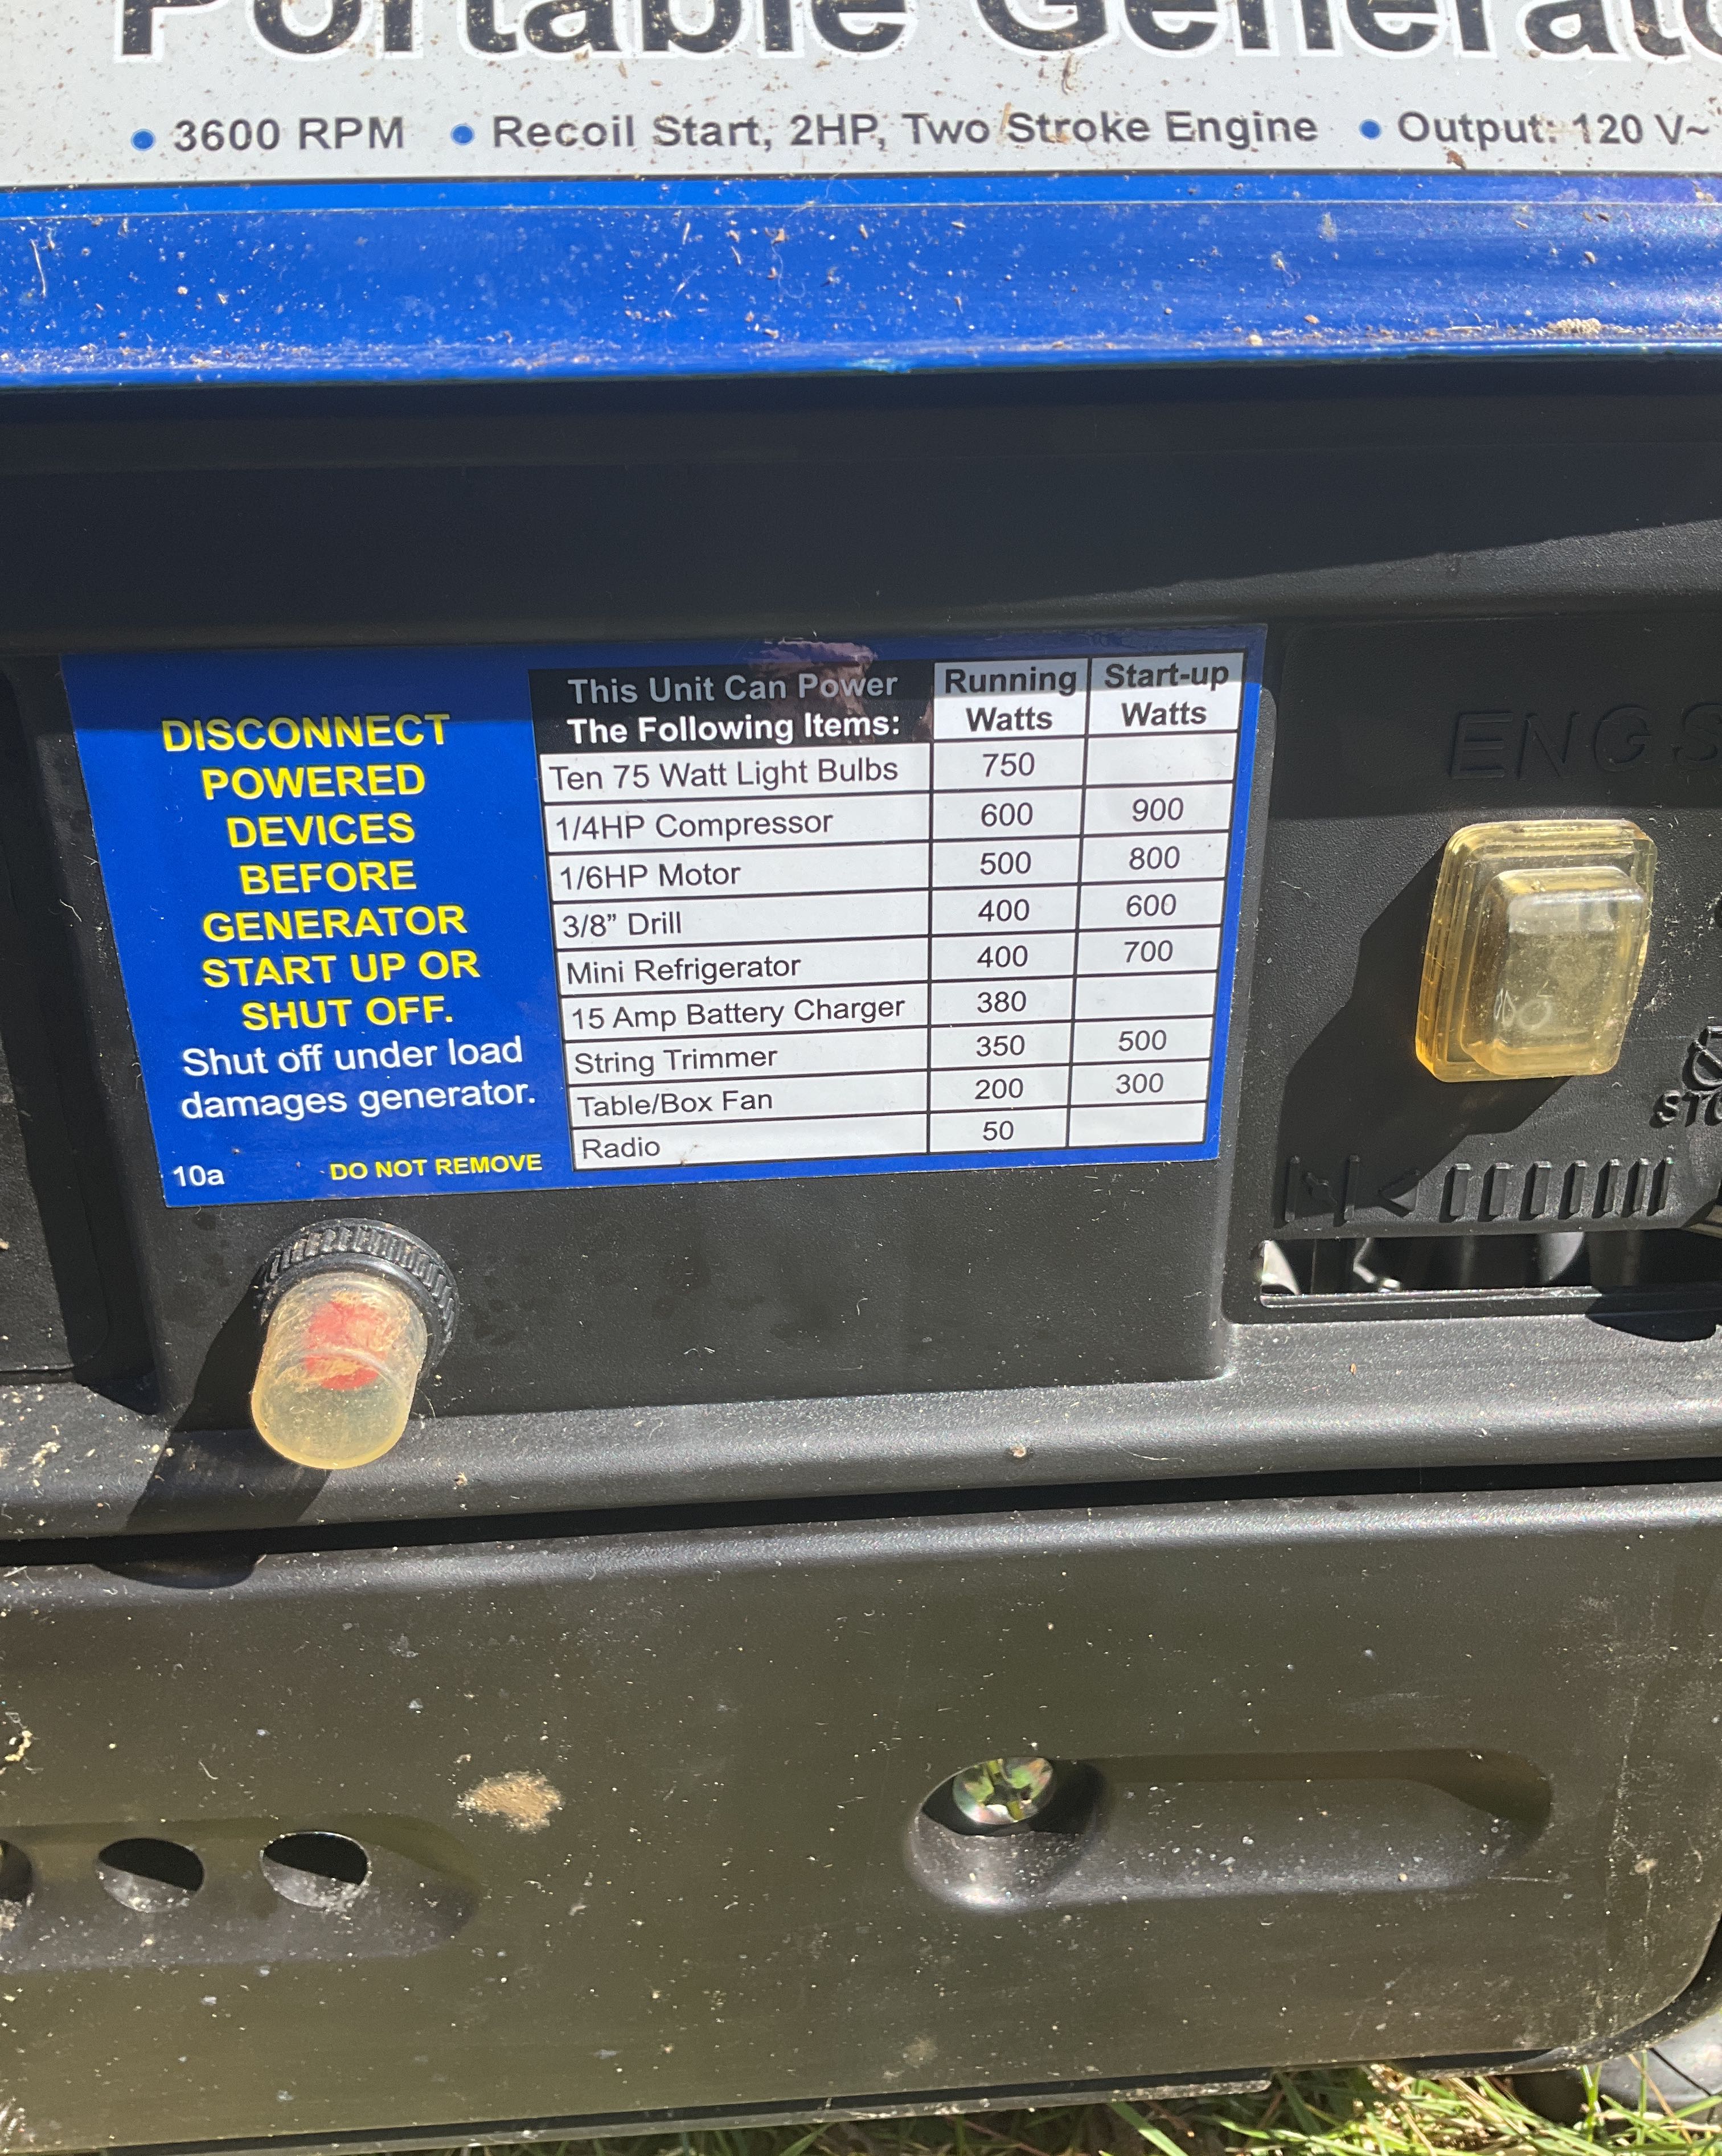 Portable Generato
• 3600 RPM • Recoil Start, 2HP, Two Stroke Engine • Output: 120 V~
DISCONNECT
POWERED
DEVICES
BEFORE
GENERATOR
START UP OR
SHUT OFF.
Shut off under load
damages generator.
10a DO NOT REMOVE
This Unit Can Power The Following Items: Running Watts Start-up Watts
Ten 75 Watt Light Bulbs 750
1/4HP Compressor 600 900
1/6HP Motor 500 800
3/8” Drill 400 600
Mini Refrigerator 400 700
15 Amp Battery Charger 380
String Trimmer 350 500
Table/Box Fan 200 300
Radio 50
ENG S
STO